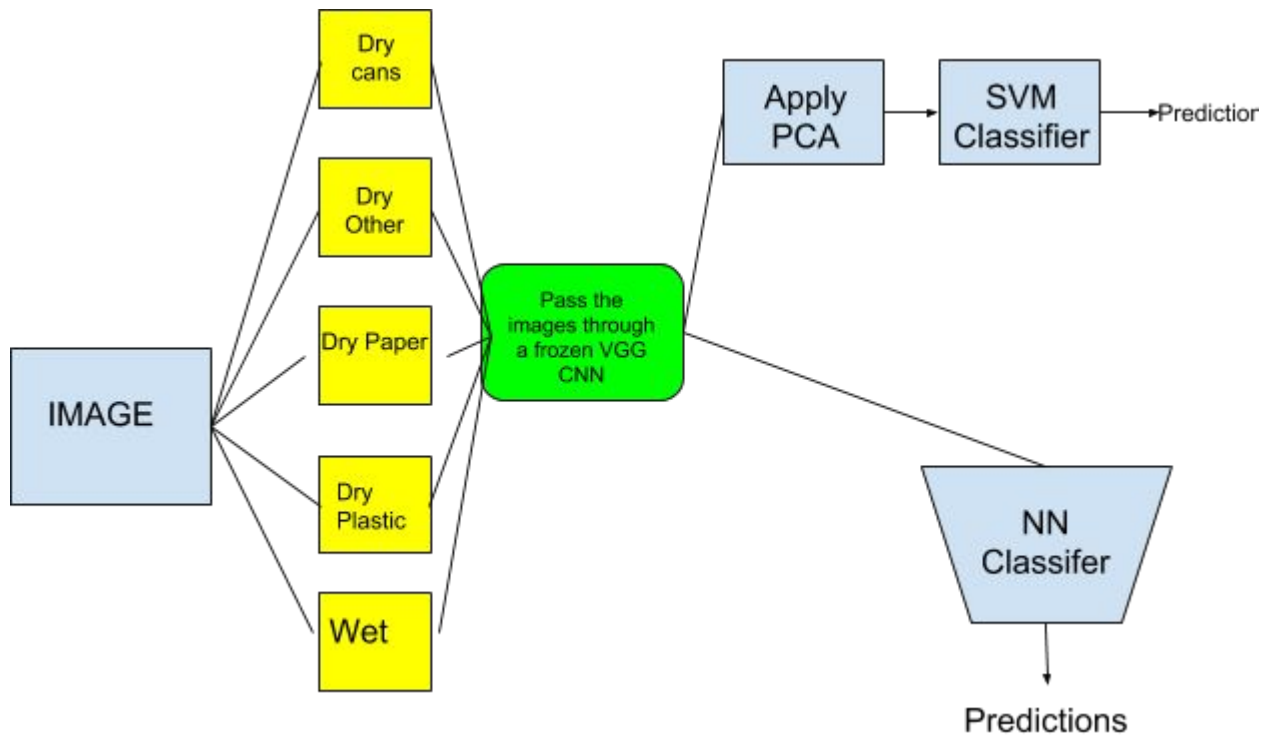 Dry
cans
Dry
Other
Dry Paper
Dry
Plastic
Wet
IMAGE
Pass the
images through
a frozen VGG
CNN
Apply
PCA
SVM
Classifier
Prediction
NN
Classifer
Predictions